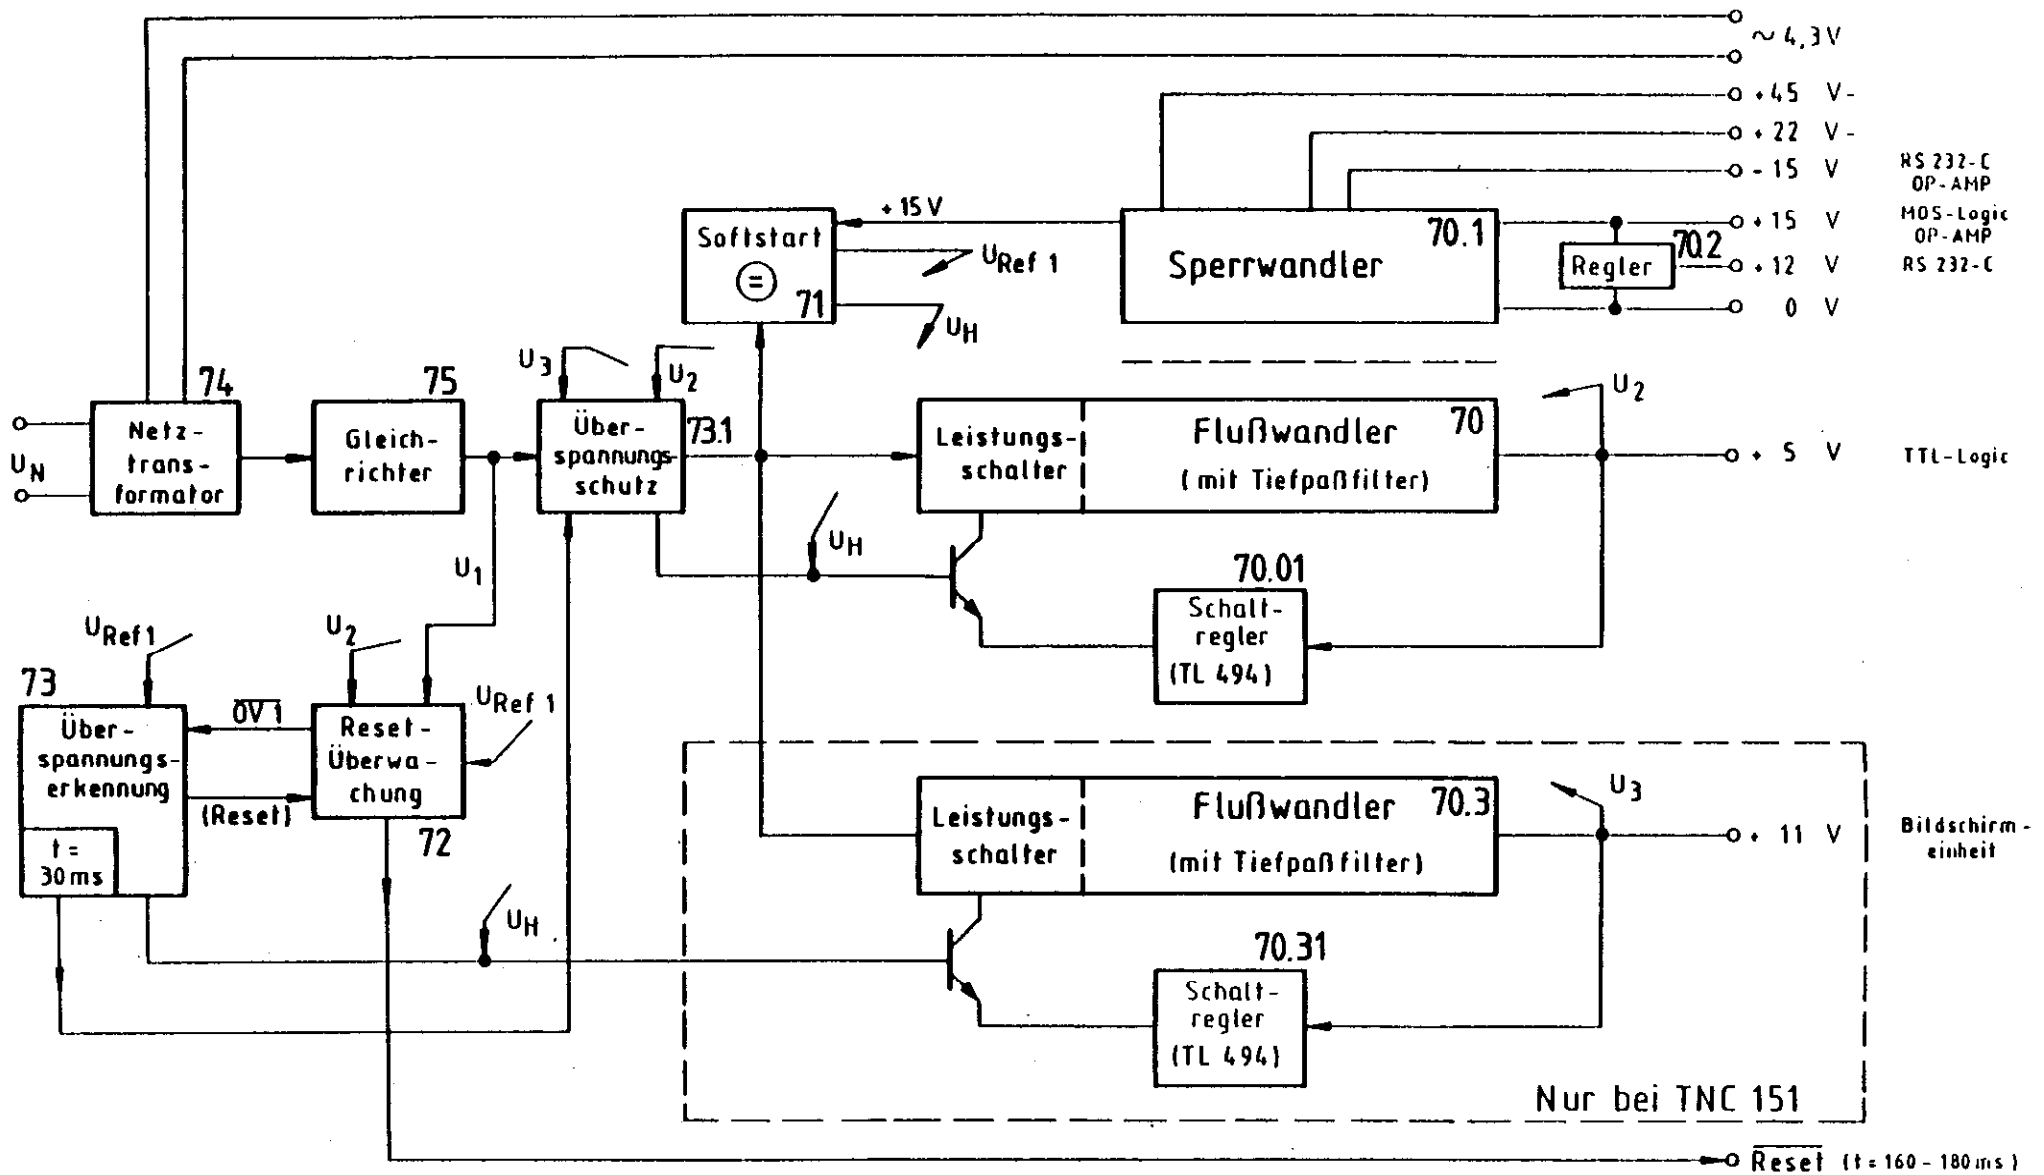 ~ 4,3 V
+ 45 V -
+ 22 V -
- 15 V
RS 232-C
OP-AMP
+ 15 V
MOS-Logic
OP-AMP
+ 12 V
RS 232-C
0 V
Softstart
=
71
+ 15 V
U Ref 1
U H
Sperrwandler
70.1
70.2
Regler
U N
Netz-
trans-
formator
74
Gleich-
richter
75
U 3
U 2
Über-
spannungs-
schutz
73.1
Leistungs-
schalter
Flußwandler
70
(mit Tiefpaßfilter)
U 2
+ 5 V
TTL-Logic
U H
U 1
70.01
Schalt-
regler
(TL 494)
U Ref 1
U 2
U Ref 1
73
Über-
spannungs-
erkennung
t =
30 ms
O̅V̅ ̅1̅
(Reset)
Reset-
Überwa-
chung
72
U H
Leistungs-
schalter
Flußwandler
70.3
(mit Tiefpaßfilter)
U 3
+ 11 V
Bildschirm-
einheit
70.31
Schalt-
regler
(TL 494)
Nur bei TNC 151
R̅e̅s̅e̅t̅ (t = 160 - 180 ms)